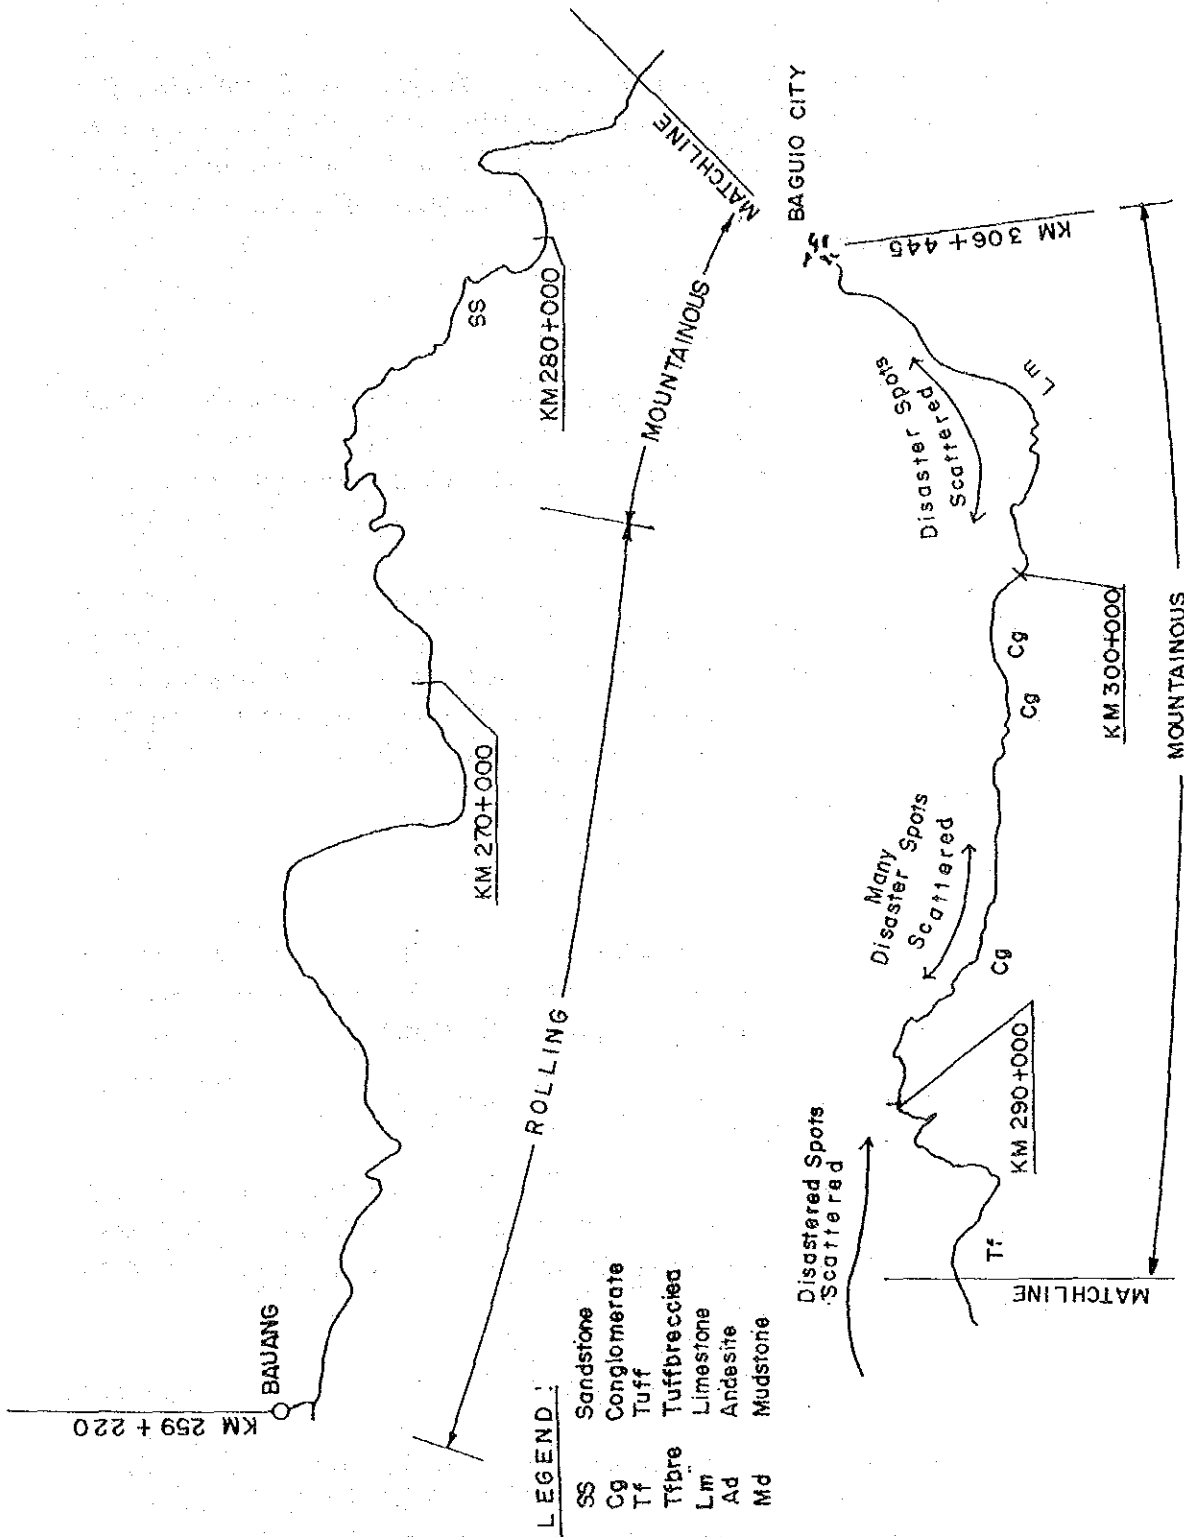 KM 259 + 220
BAUANG
KM 270+000
SS
KM 280+000
MATCHLINE
ROLLING
MOUNTAINOUS
LEGEND :
SS Sandstone
Cg Conglomerate
Tf Tuff
Tfbre Tuffbrecciea
Lm Limestone
Ad Andesite
Md Mudstone
MATCHLINE
Disastered Spots
Scattered
Tf
KM 290+000
Many
Disaster Spots
Scattered
Cg
Cg
Cg
KM 300+000
Disaster Spots
Scattered
Lm
BAGUIO CITY
KM 306+445
MOUNTAINOUS